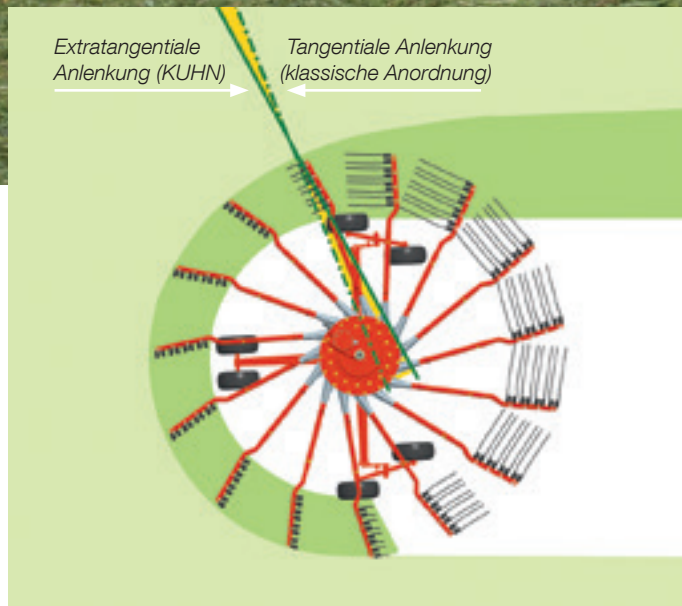 Extratangentiale
Anlenkung (KUHN)
Tangentiale Anlenkung
(klassische Anordnung)